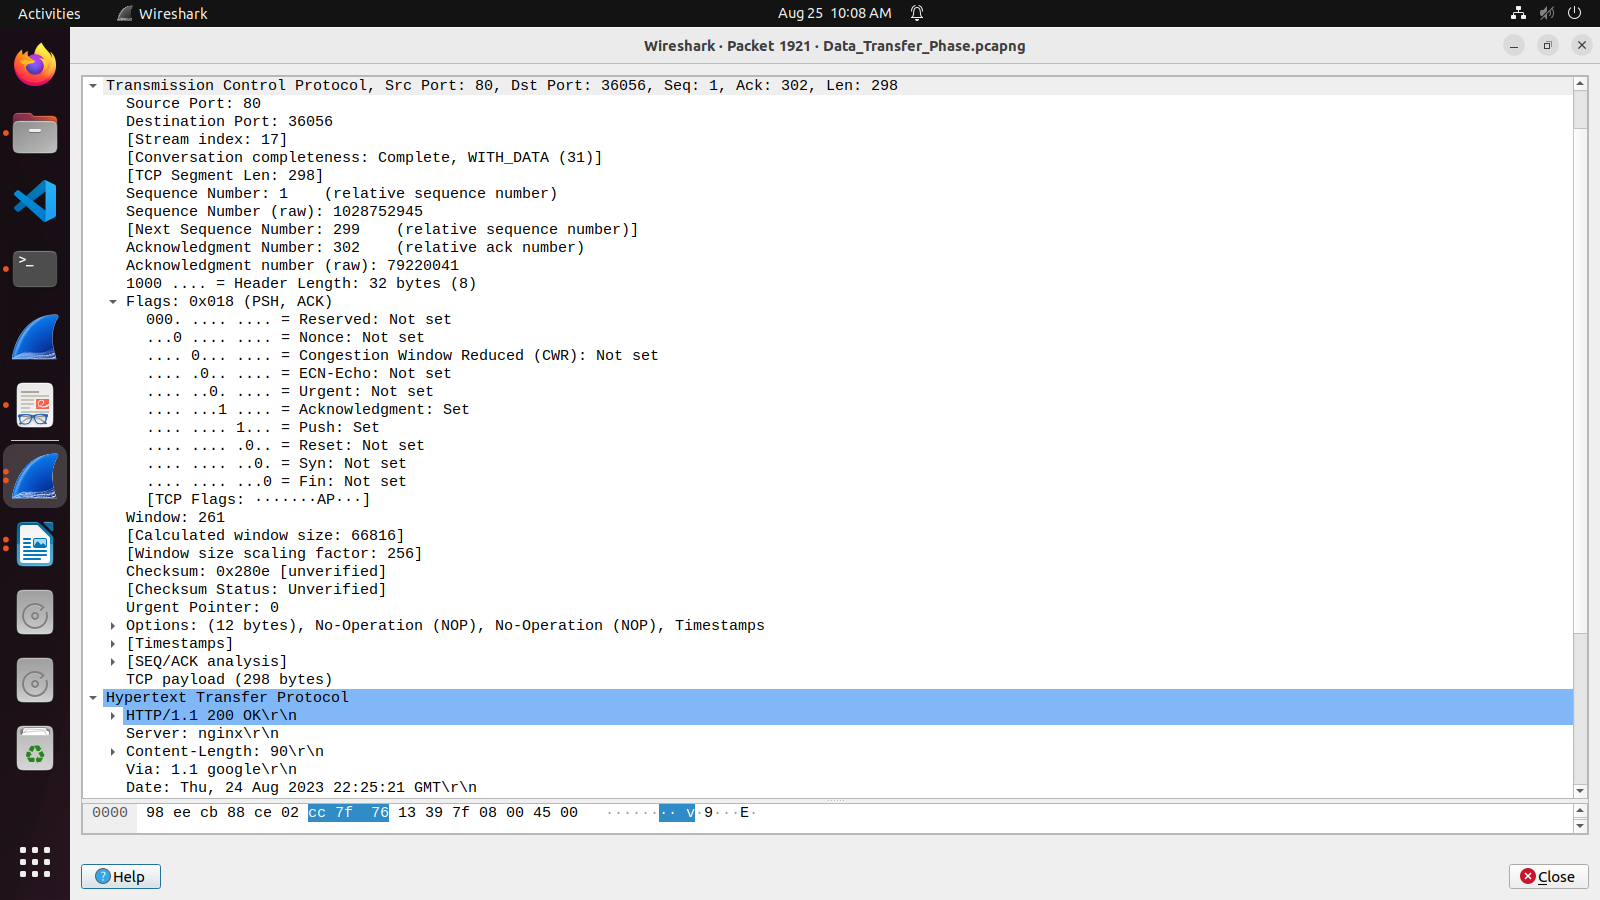 Activities Wireshark Aug 25 10:08 AM
Wireshark · Packet 1921 · Data_Transfer_Phase.pcapng
Transmission Control Protocol, Src Port: 80, Dst Port: 36056, Seq: 1, Ack: 302, Len: 298
Source Port: 80
Destination Port: 36056
[Stream index: 17]
[Conversation completeness: Complete, WITH_DATA (31)]
[TCP Segment Len: 298]
Sequence Number: 1    (relative sequence number)
Sequence Number (raw): 1028752945
[Next Sequence Number: 299    (relative sequence number)]
Acknowledgment Number: 302    (relative ack number)
Acknowledgment number (raw): 79220041
1000 .... = Header Length: 32 bytes (8)
Flags: 0x018 (PSH, ACK)
000. .... .... = Reserved: Not set
...0 .... .... = Nonce: Not set
.... 0... .... = Congestion Window Reduced (CWR): Not set
.... .0.. .... = ECN-Echo: Not set
.... ..0. .... = Urgent: Not set
.... ...1 .... = Acknowledgment: Set
.... .... 1... = Push: Set
.... .... .0.. = Reset: Not set
.... .... ..0. = Syn: Not set
.... .... ...0 = Fin: Not set
[TCP Flags: ·······AP···]
Window: 261
[Calculated window size: 66816]
[Window size scaling factor: 256]
Checksum: 0x280e [unverified]
[Checksum Status: Unverified]
Urgent Pointer: 0
Options: (12 bytes), No-Operation (NOP), No-Operation (NOP), Timestamps
[Timestamps]
[SEQ/ACK analysis]
TCP payload (298 bytes)
Hypertext Transfer Protocol
HTTP/1.1 200 OK\r\n
Server: nginx\r\n
Content-Length: 90\r\n
Via: 1.1 google\r\n
Date: Thu, 24 Aug 2023 22:25:21 GMT\r\n
0000 98 ee cb 88 ce 02 cc 7f 76 13 39 7f 08 00 45 00 ········ v·9···E·
Help Close